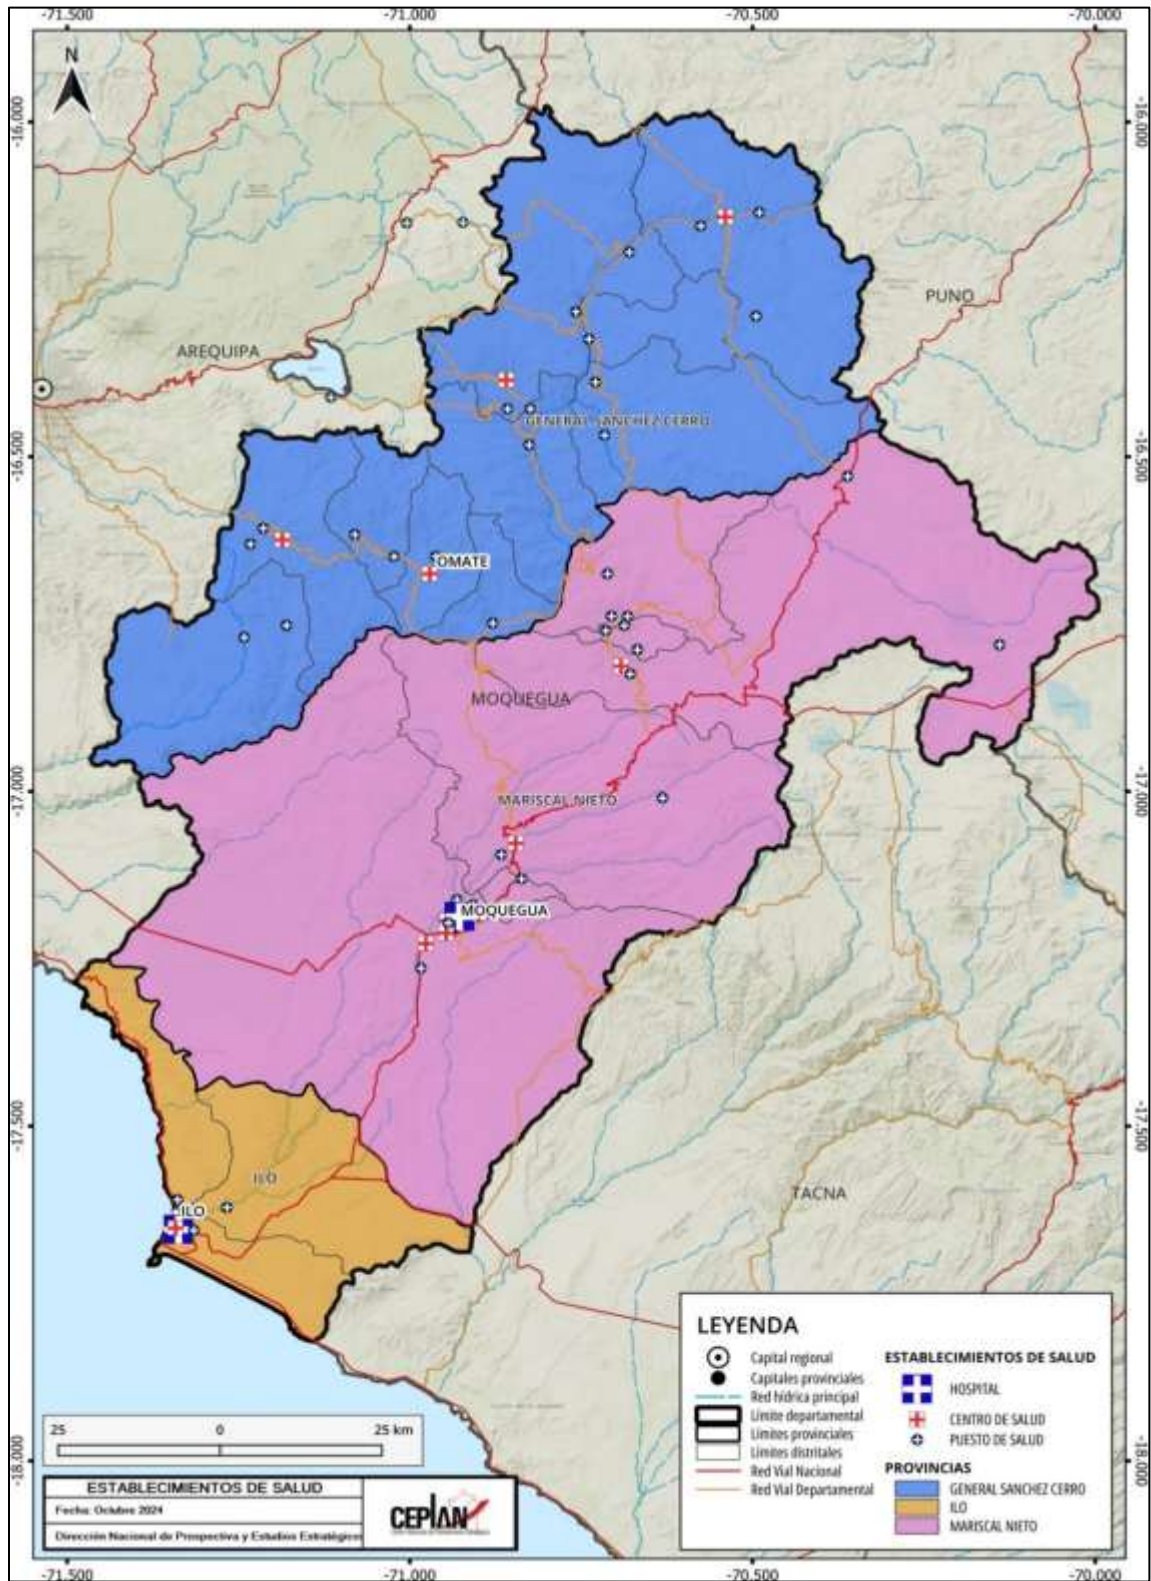 -71.500
-71.000
-70.500
-70.000
N
-16.000
-16.000
PUNO
AREQUIPA
GENERAL SANCHEZ CERRO
-16.500
-16.500
OMATE
MOQUEGUA
-17.000
-17.000
MARISCAL NIETO
MOQUEGUA
-17.500
-17.500
ILO
ILO
TACNA
LEYENDA
Capital regional
Capitales provinciales
Red hídrica principal
Límite departamental
Límites provinciales
Límites distritales
Red Vial Nacional
Red Vial Departamental
ESTABLECIMIENTOS DE SALUD
HOSPITAL
CENTRO DE SALUD
PUESTO DE SALUD
PROVINCIAS
GENERAL SANCHEZ CERRO
ILO
MARISCAL NIETO
25 0 25 km
-18.000
-18.000
ESTABLECIMIENTOS DE SALUD
Fecha: Octubre 2024
Dirección Nacional de Prospectiva y Estudios Estratégicos
CEPLAN
-71.500
-71.000
-70.500
-70.000